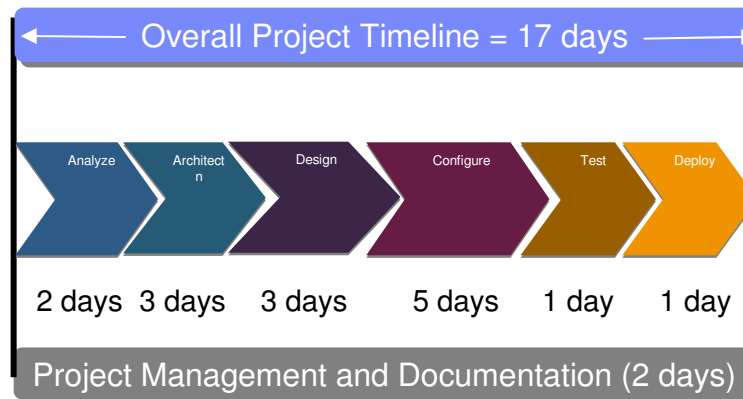 Overall Project Timeline = 17 days
Analyze
Architect
n
Design
Configure
Test
Deploy
2 days
3 days
3 days
5 days
1 day
1 day
Project Management and Documentation (2 days)